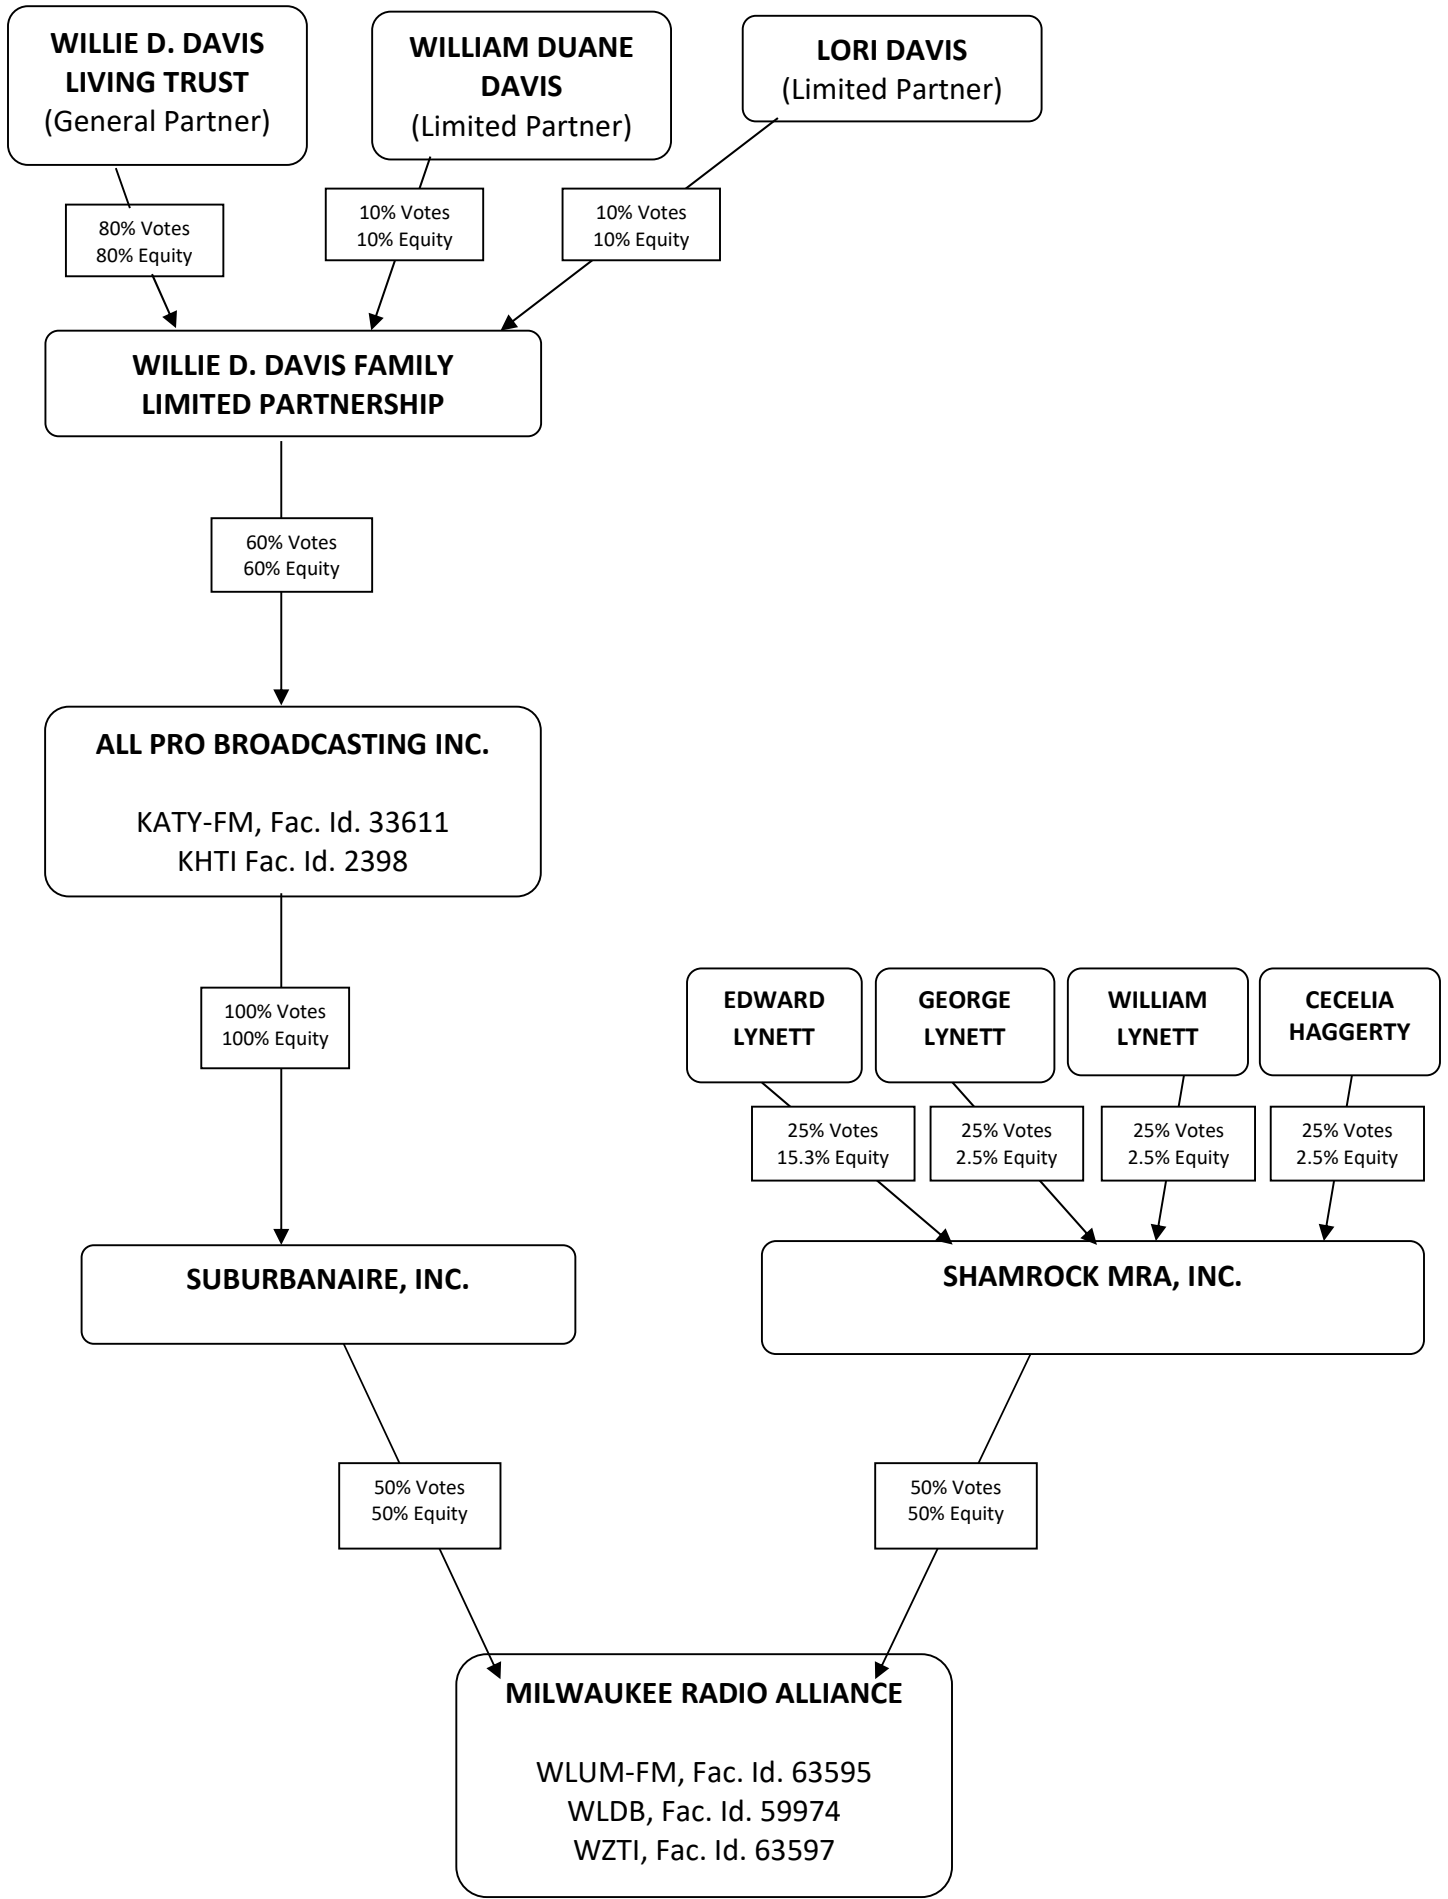 WILLIE D. DAVIS
LIVING TRUST
(General Partner)
WILLIAM DUANE
DAVIS
(Limited Partner)
LORI DAVIS
(Limited Partner)
80% Votes
80% Equity
10% Votes
10% Equity
10% Votes
10% Equity
WILLIE D. DAVIS FAMILY
LIMITED PARTNERSHIP
60% Votes
60% Equity
ALL PRO BROADCASTING INC.
KATY-FM, Fac. Id. 33611
KHTI Fac. Id. 2398
100% Votes
100% Equity
EDWARD
LYNETT
GEORGE
LYNETT
WILLIAM
LYNETT
CECELIA
HAGGERTY
25% Votes
15.3% Equity
25% Votes
2.5% Equity
25% Votes
2.5% Equity
25% Votes
2.5% Equity
SUBURBANAIRE, INC.
SHAMROCK MRA, INC.
50% Votes
50% Equity
50% Votes
50% Equity
MILWAUKEE RADIO ALLIANCE
WLUM-FM, Fac. Id. 63595
WLDB, Fac. Id. 59974
WZTI, Fac. Id. 63597